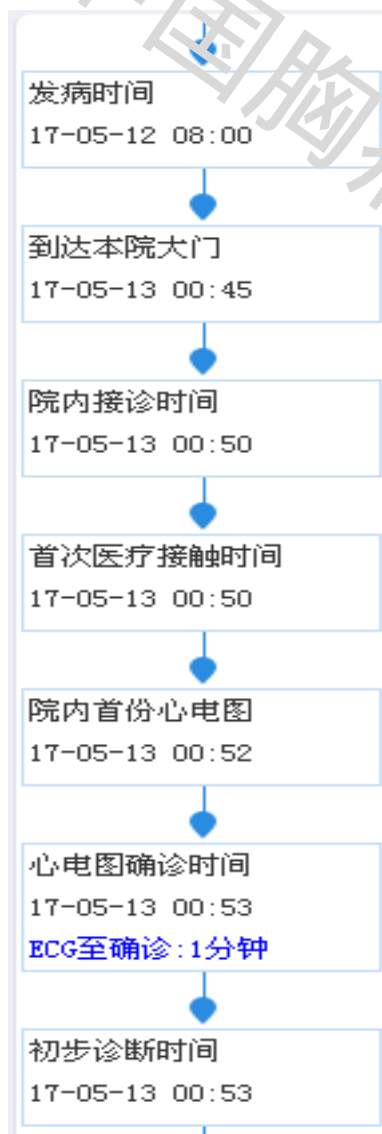 中国胸
发病时间
17-05-12 08:00
到达本院大门
17-05-13 00:45
院内接诊时间
17-05-13 00:50
首次医疗接触时间
17-05-13 00:50
院内首份心电图
17-05-13 00:52
心电图确诊时间
17-05-13 00:53
ECG至确诊:1分钟
初步诊断时间
17-05-13 00:53